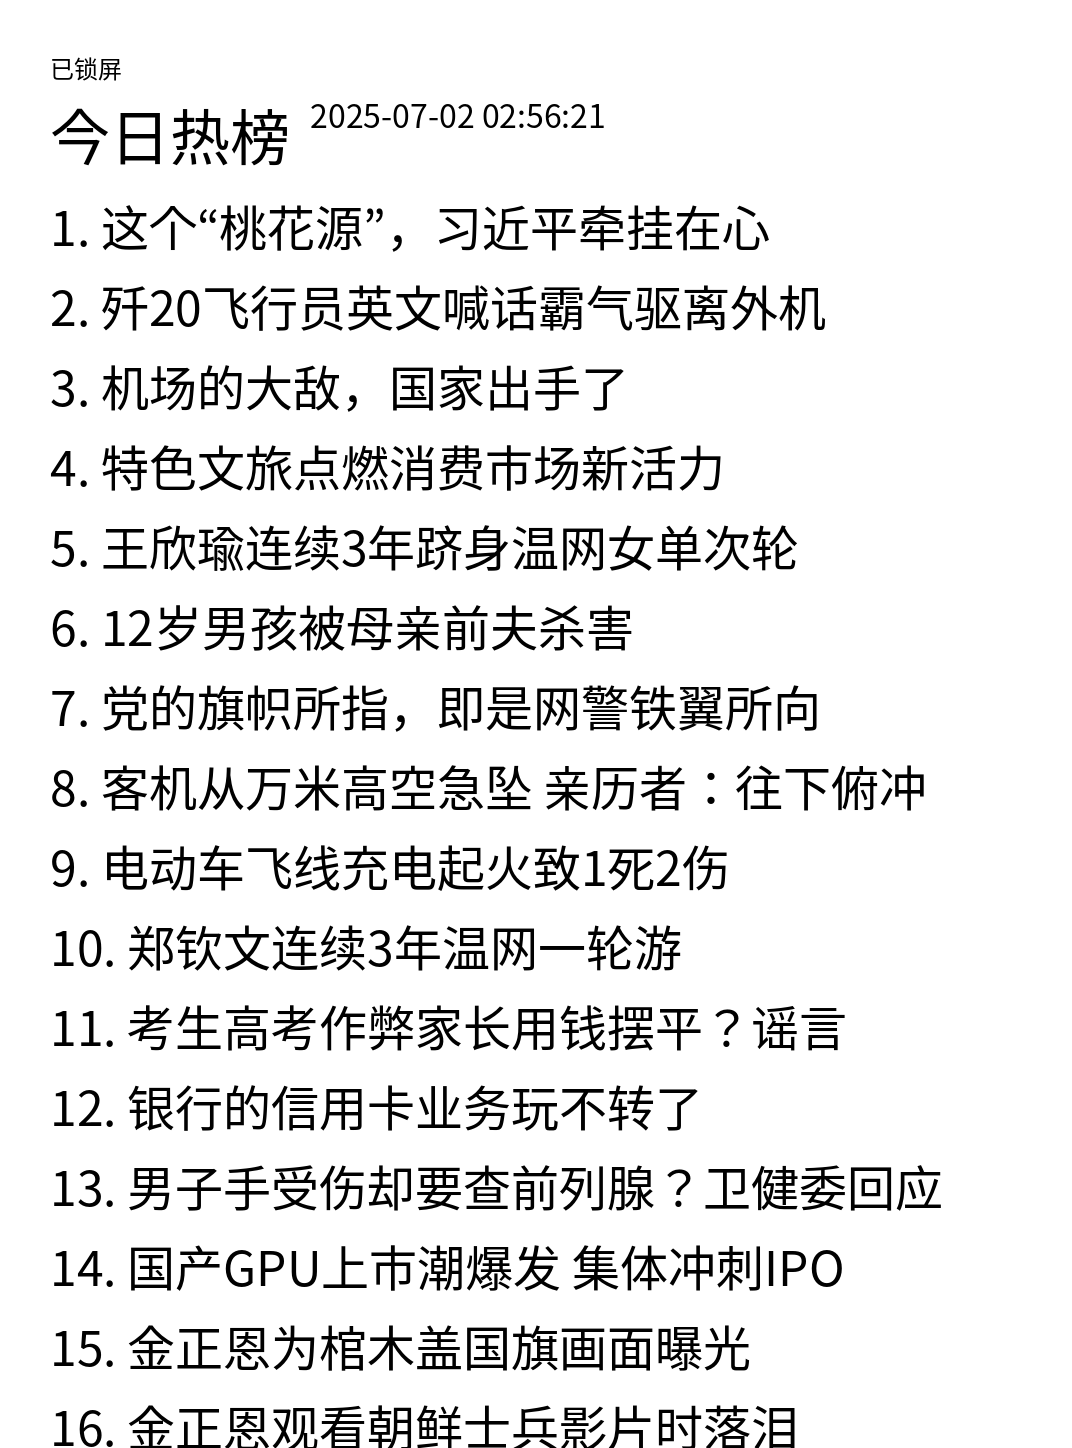 已锁屏
今日热榜 2025-07-02 02:56:21
1. 这个“桃花源”，习近平牵挂在心
2. 歼20飞行员英文喊话霸气驱离外机
3. 机场的大敌，国家出手了
4. 特色文旅点燃消费市场新活力
5. 王欣瑜连续3年跻身温网女单次轮
6. 12岁男孩被母亲前夫杀害
7. 党的旗帜所指，即是网警铁翼所向
8. 客机从万米高空急坠 亲历者：往下俯冲
9. 电动车飞线充电起火致1死2伤
10. 郑钦文连续3年温网一轮游
11. 考生高考作弊家长用钱摆平？谣言
12. 银行的信用卡业务玩不转了
13. 男子手受伤却要查前列腺？卫健委回应
14. 国产GPU上市潮爆发 集体冲刺IPO
15. 金正恩为棺木盖国旗画面曝光
16. 金正恩观看朝鲜士兵影片时落泪